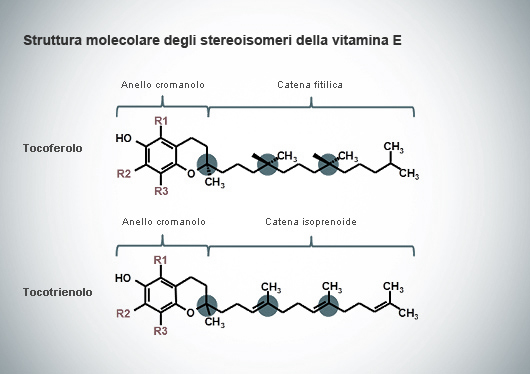 Struttura molecolare degli stereoisomeri della vitamina E
Anello cromanolo
Catena fitilica
R1
HO
CH3
CH3
CH3
Tocoferolo
R2
O
CH3
CH3
R3
Anello cromanolo
Catena isoprenoide
R1
HO
CH3
CH3
CH3
Tocotrienolo
R2
O
CH3
CH3
R3